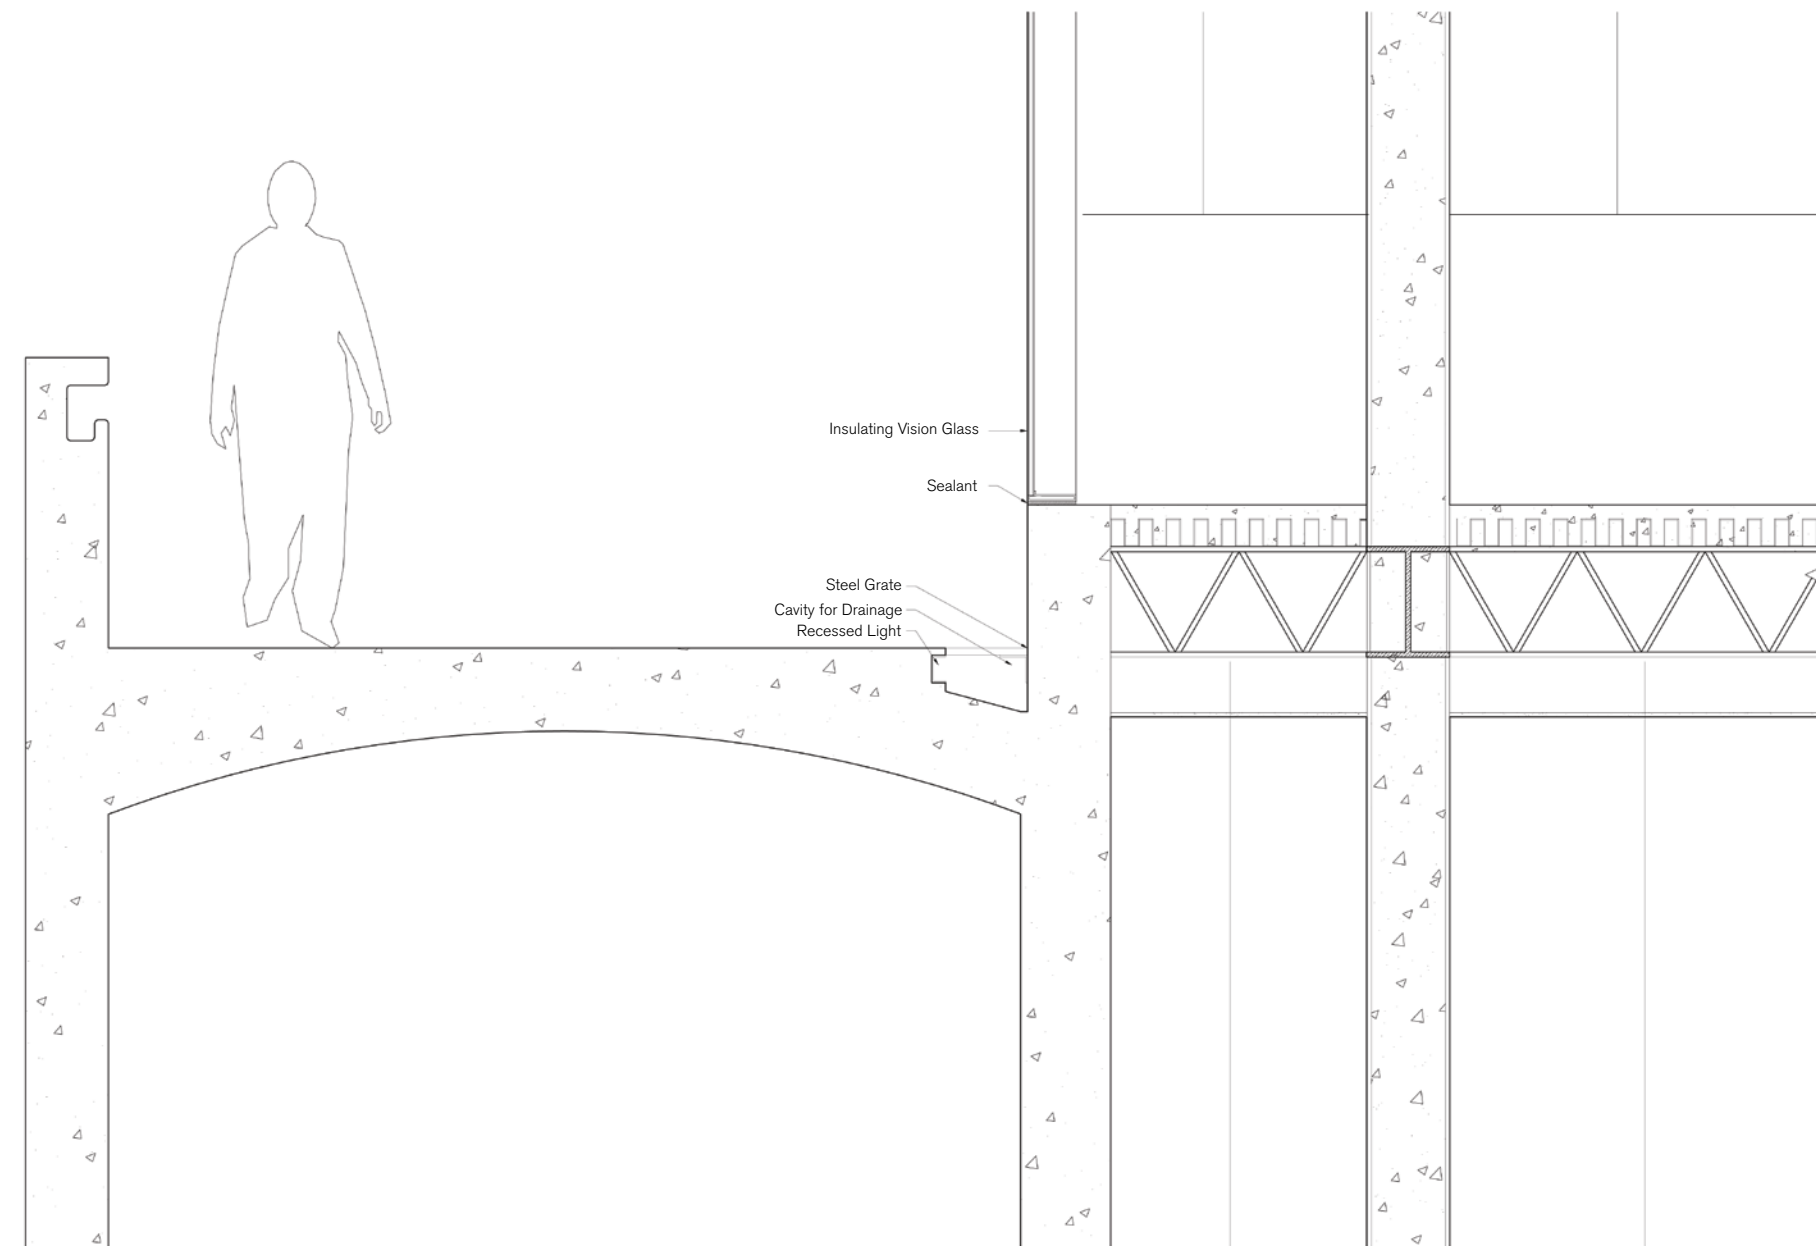 Insulating Vision Glass
Sealant
Steel Grate
Cavity for Drainage
Recessed Light